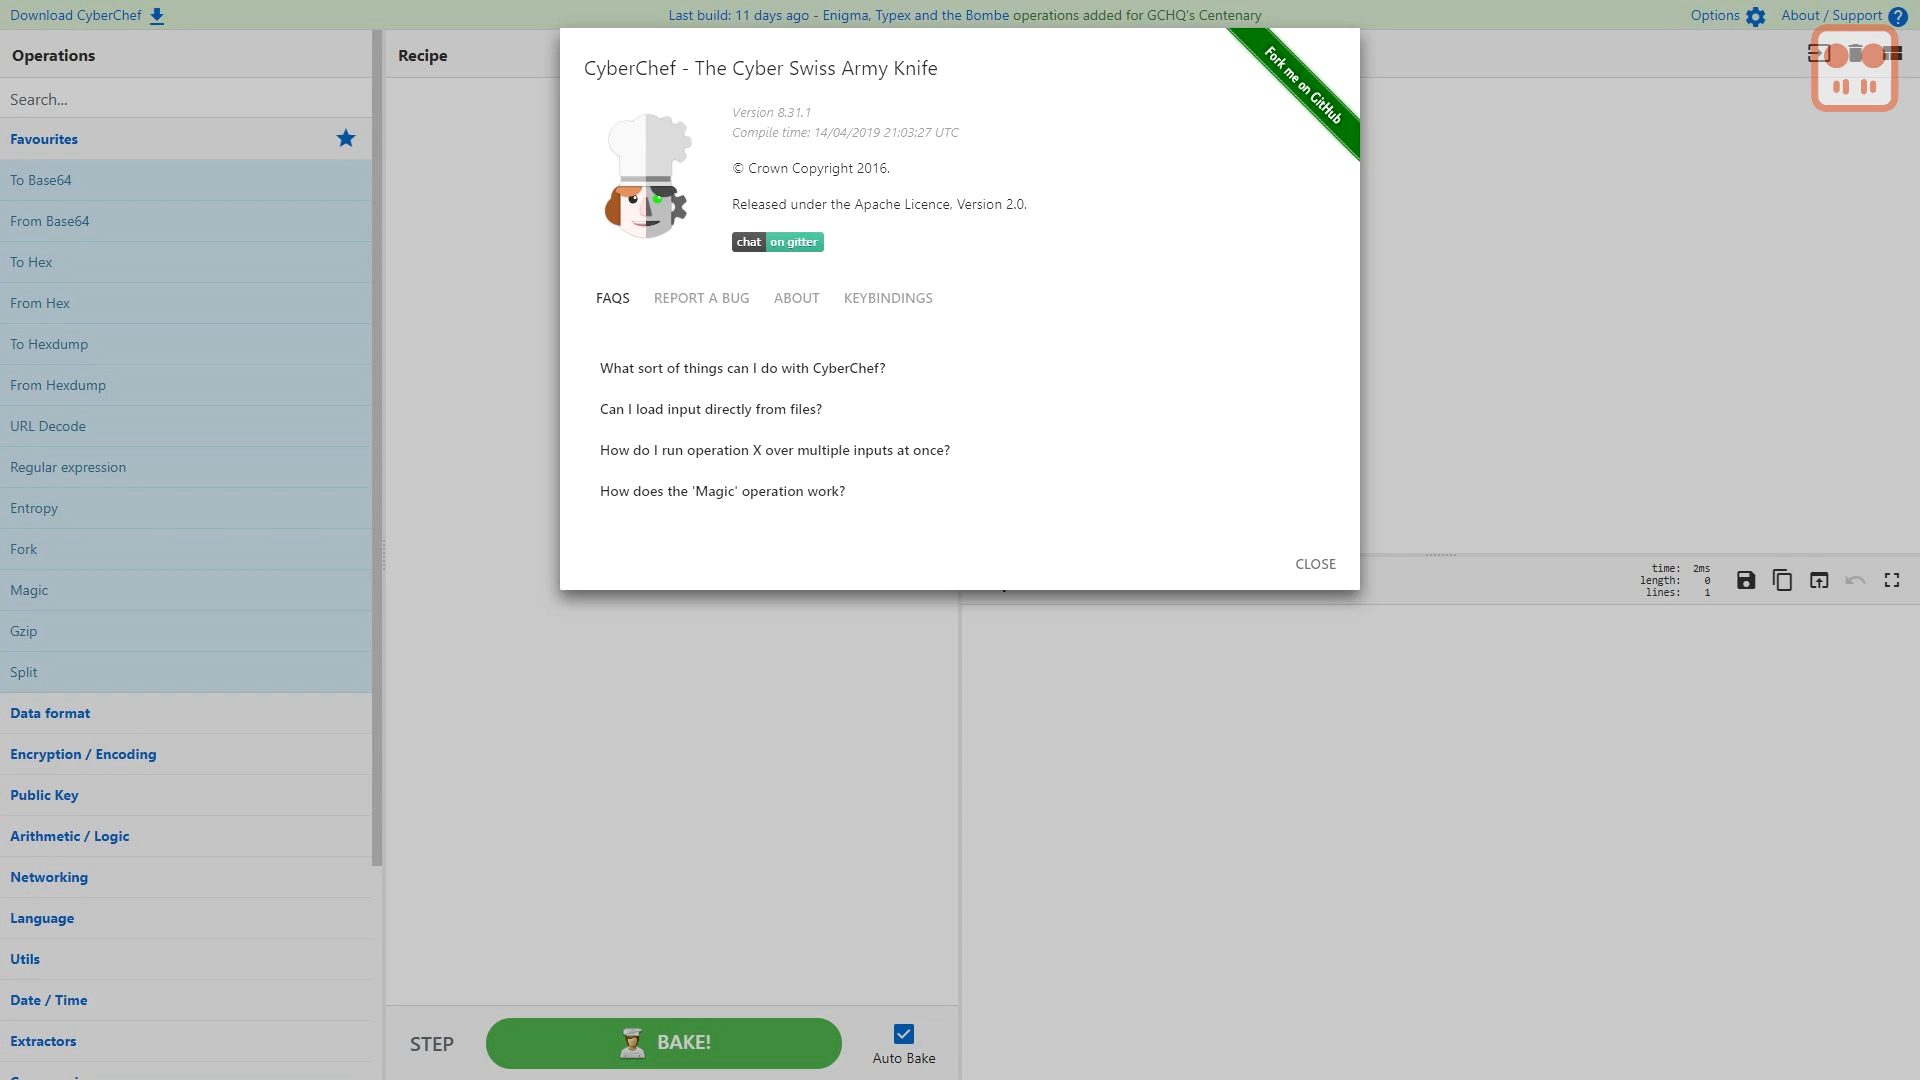 Download CyberChef
Last build: 11 days ago - Enigma, Typex and the Bombe operations added for GCHQ's Centenary
Options
About / Support
Operations
Search...
Favourites
To Base64
From Base64
To Hex
From Hex
To Hexdump
From Hexdump
URL Decode
Regular expression
Entropy
Fork
Magic
Gzip
Split
Data format
Encryption / Encoding
Public Key
Arithmetic / Logic
Networking
Language
Utils
Date / Time
Extractors
Recipe
CyberChef - The Cyber Swiss Army Knife
Fork me on GitHub
Version 8.31.1
Compile time: 14/04/2019 21:03:27 UTC
© Crown Copyright 2016.
Released under the Apache Licence, Version 2.0.
chat on gitter
FAQS REPORT A BUG ABOUT KEYBINDINGS
What sort of things can I do with CyberChef?
Can I load input directly from files?
How do I run operation X over multiple inputs at once?
How does the 'Magic' operation work?
CLOSE
time: 2ms
length: 0
lines: 1
STEP
BAKE!
Auto Bake